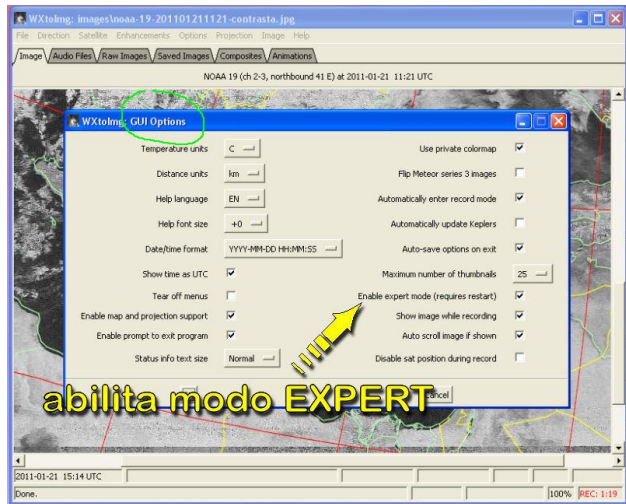 WXtoImg: images\noaa-19-201101211121-contrasta.jpg
File Direction Satellite Enhancements Options Projection Image Help
Image Audio Files Raw Images Saved Images Composites Animations
NOAA 19 (ch 2-3, northbound 41 E) at 2011-01-21 11:21 UTC
WXtoImg: GUI Options
Temperature units C
Distance units km
Help language EN
Help font size +0
Date/time format YYYY-MM-DD HH:MM:SS
Show time as UTC
Tear off menus
Enable map and projection support
Enable prompt to exit program
Status info text size Normal
Use private colormap
Flip Meteor series 3 images
Automatically enter record mode
Automatically update Keplers
Auto-save options on exit
Maximum number of thumbnails 25
Enable expert mode (requires restart)
Show image while recording
Auto scroll image if shown
Disable sat position during record
abilita modo EXPERT
2011-01-21 15:14 UTC
Done. 100% REC: 1:19